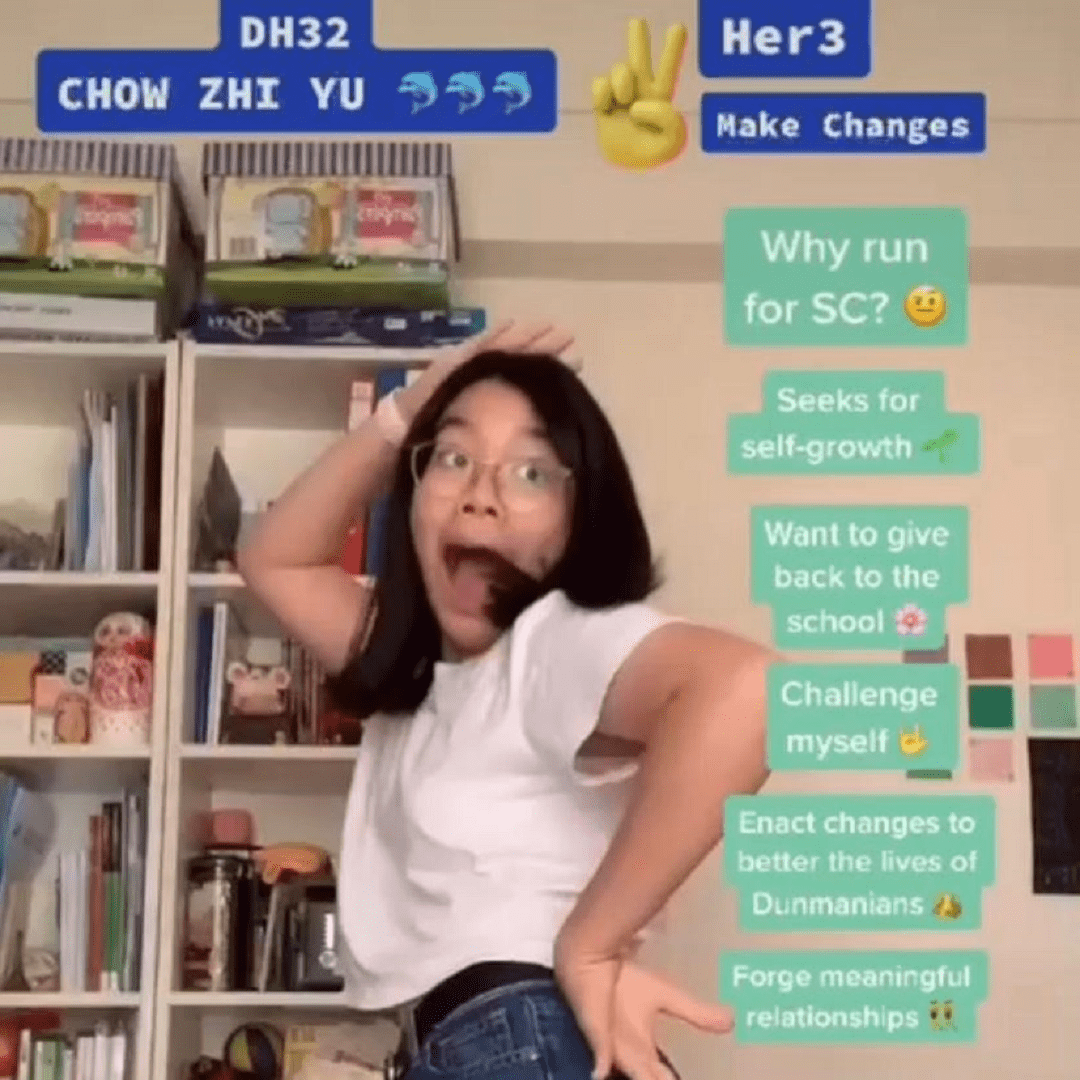 DH32
CHOW ZHI YU 🐬🐬🐬
✌️ Her3
Make Changes
Why run
for SC? 🤨
Seeks for
self-growth 🌱
Want to give
back to the
school 🌸
Challenge
myself 🤟
Enact changes to
better the lives of
Dunmanians
Forge meaningful
relationships 👯